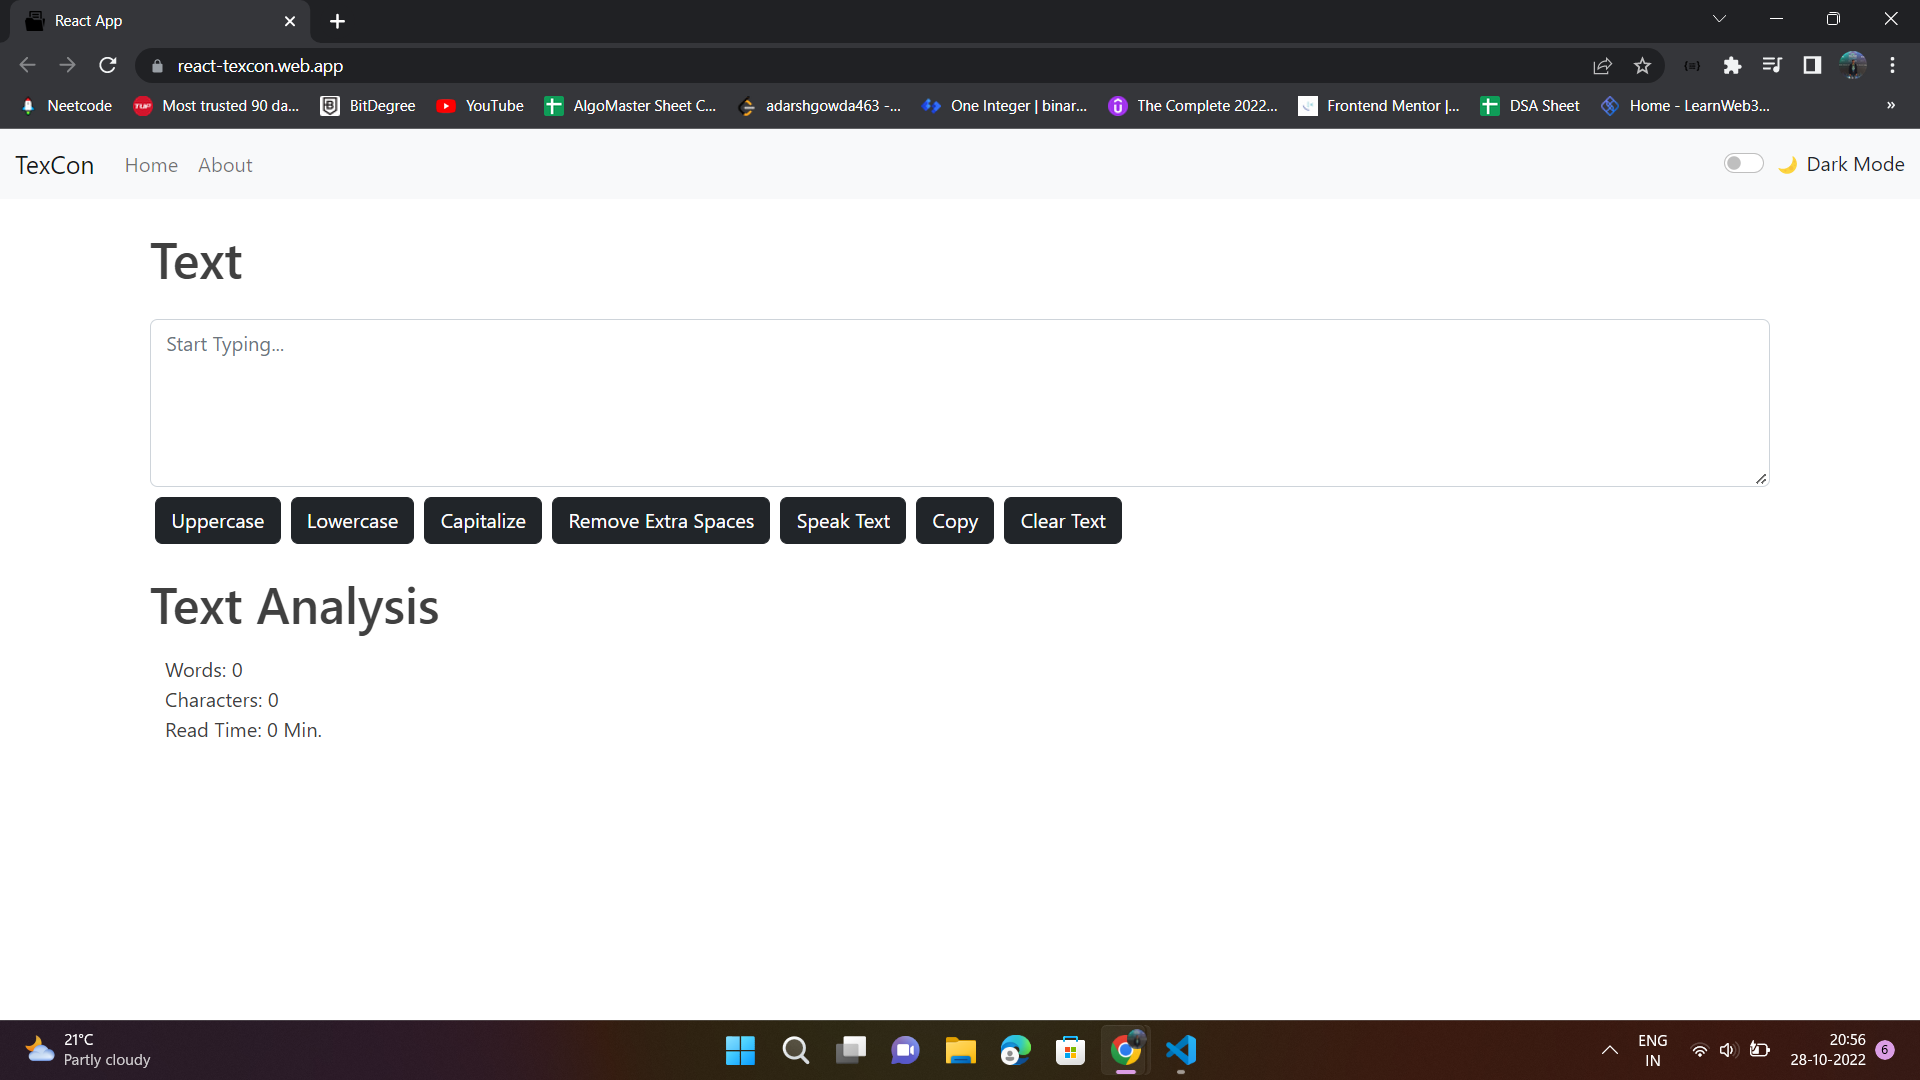 React App
react-texcon.web.app
Neetcode
Most trusted 90 da...
BitDegree
YouTube
AlgoMaster Sheet C...
adarshgowda463 -...
One Integer | binar...
The Complete 2022...
Frontend Mentor |...
DSA Sheet
Home - LearnWeb3...
»
TexCon
Home
About
🌙 Dark Mode
Text
Start Typing...
Uppercase
Lowercase
Capitalize
Remove Extra Spaces
Speak Text
Copy
Clear Text
Text Analysis
Words: 0
Characters: 0
Read Time: 0 Min.
21°C
Partly cloudy
ENG
IN
20:56
28-10-2022
6